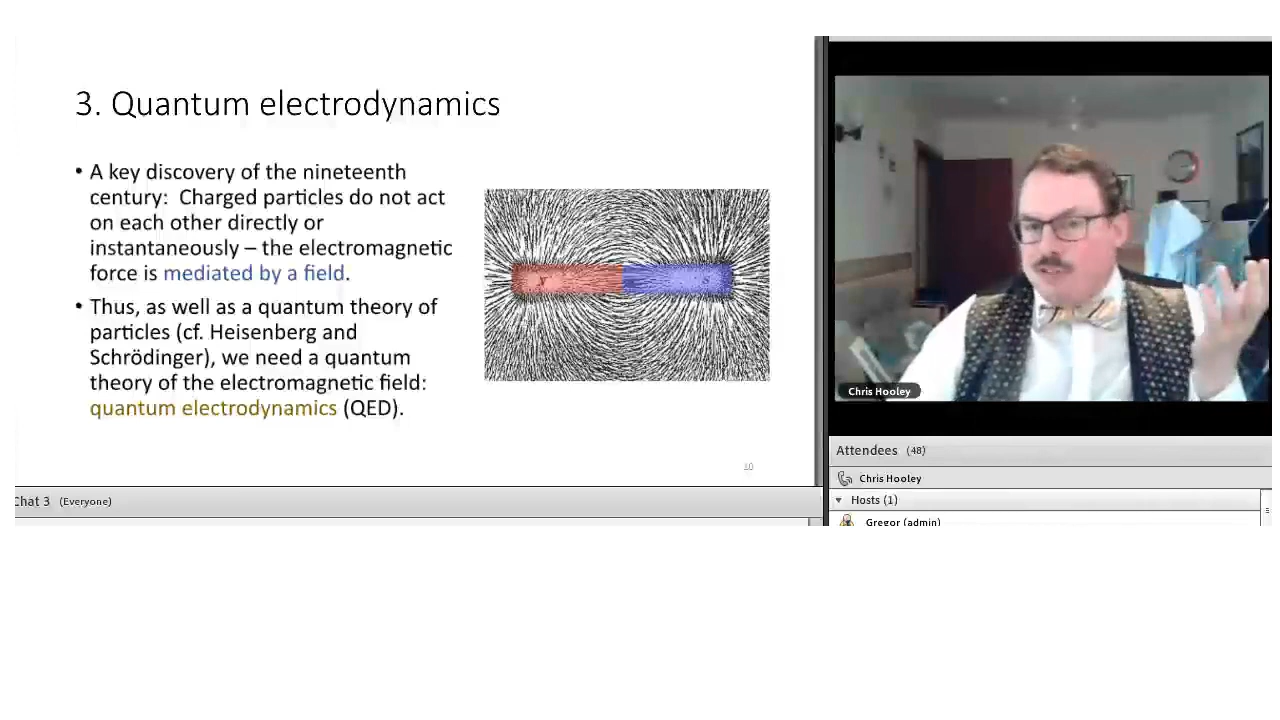 3. Quantum electrodynamics
• A key discovery of the nineteenth
century:  Charged particles do not act
on each other directly or
instantaneously – the electromagnetic
force is mediated by a field.
• Thus, as well as a quantum theory of
particles (cf. Heisenberg and
Schrödinger), we need a quantum
theory of the electromagnetic field:
quantum electrodynamics (QED).
s
10
Chat 3 (Everyone)
Chris Hooley
Attendees (48)
Chris Hooley
Hosts (1)
Gregor (admin)